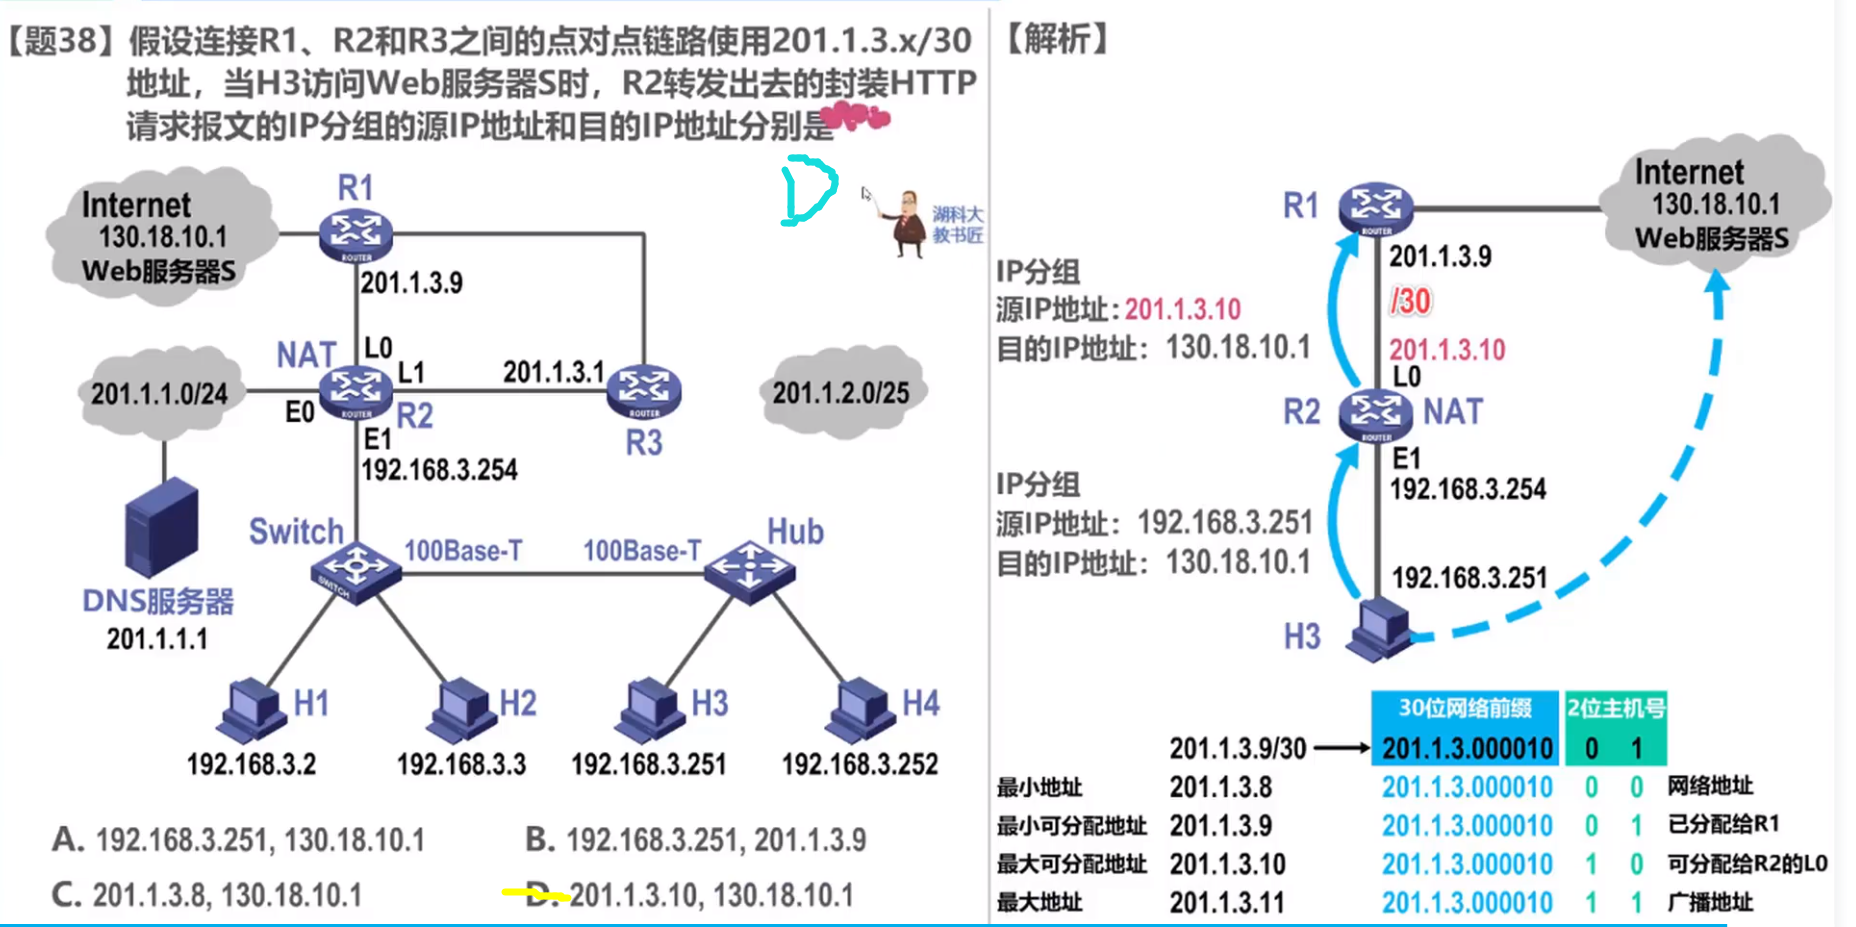 【题38】假设连接R1、R2和R3之间的点对点链路使用201.1.3.x/30
地址，当H3访问Web服务器S时，R2转发出去的封装HTTP
请求报文的IP分组的源IP地址和目的IP地址分别是
D
湖科大
教书匠
Internet
130.18.10.1
Web服务器S
R1
ROUTER
201.1.3.9
NAT
L0
L1
201.1.3.1
201.1.1.0/24
E0
ROUTER
R2
ROUTER
R3
201.1.2.0/25
E1
192.168.3.254
Switch
100Base-T
100Base-T
Hub
SWITCH
DNS服务器
201.1.1.1
H1
H2
H3
H4
192.168.3.2
192.168.3.3
192.168.3.251
192.168.3.252
A. 192.168.3.251, 130.18.10.1
B. 192.168.3.251, 201.1.3.9
C. 201.1.3.8, 130.18.10.1
D. 201.1.3.10, 130.18.10.1
【解析】
R1
ROUTER
Internet
130.18.10.1
Web服务器S
201.1.3.9
/30
IP分组
源IP地址：201.1.3.10
目的IP地址：130.18.10.1
201.1.3.10
L0
R2
ROUTER
NAT
E1
192.168.3.254
IP分组
源IP地址：192.168.3.251
目的IP地址：130.18.10.1
192.168.3.251
H3
30位网络前缀 2位主机号
201.1.3.9/30 201.1.3.000010 0 1
最小地址 201.1.3.8 201.1.3.000010 0 0 网络地址
最小可分配地址 201.1.3.9 201.1.3.000010 0 1 已分配给R1
最大可分配地址 201.1.3.10 201.1.3.000010 1 0 可分配给R2的L0
最大地址 201.1.3.11 201.1.3.000010 1 1 广播地址